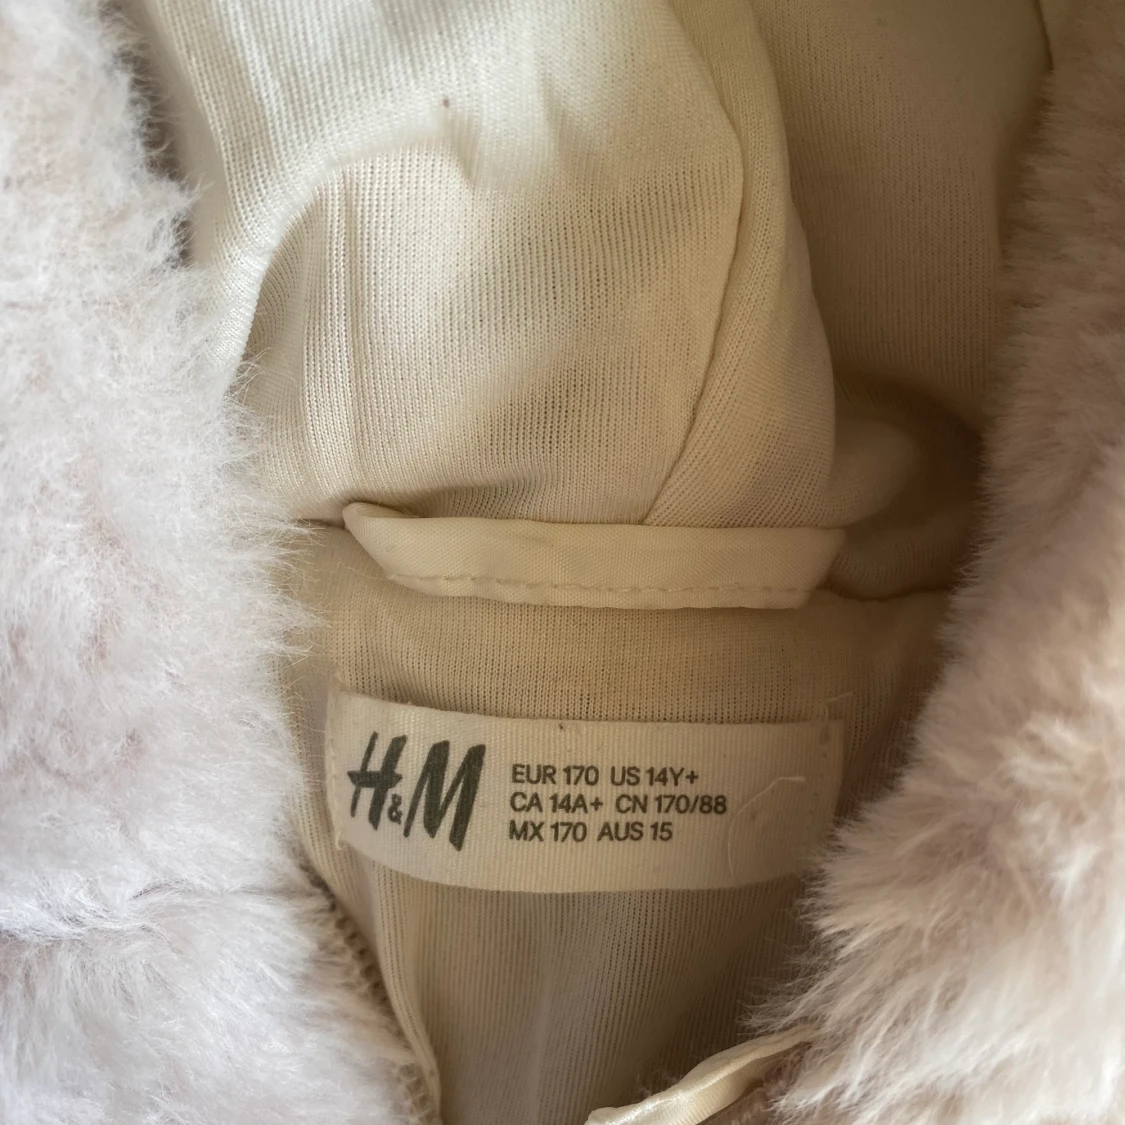 H&M
EUR 170 US 14Y+
CA 14A+ CN 170/88
MX 170 AUS 15